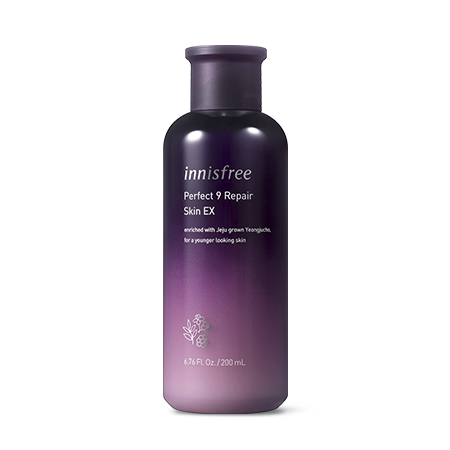 innisfree
Perfect 9 Repair
Skin EX
enriched with Jeju grown Yeongjucho,
for a younger looking skin
6.76 Fl. Oz. / 200 mL